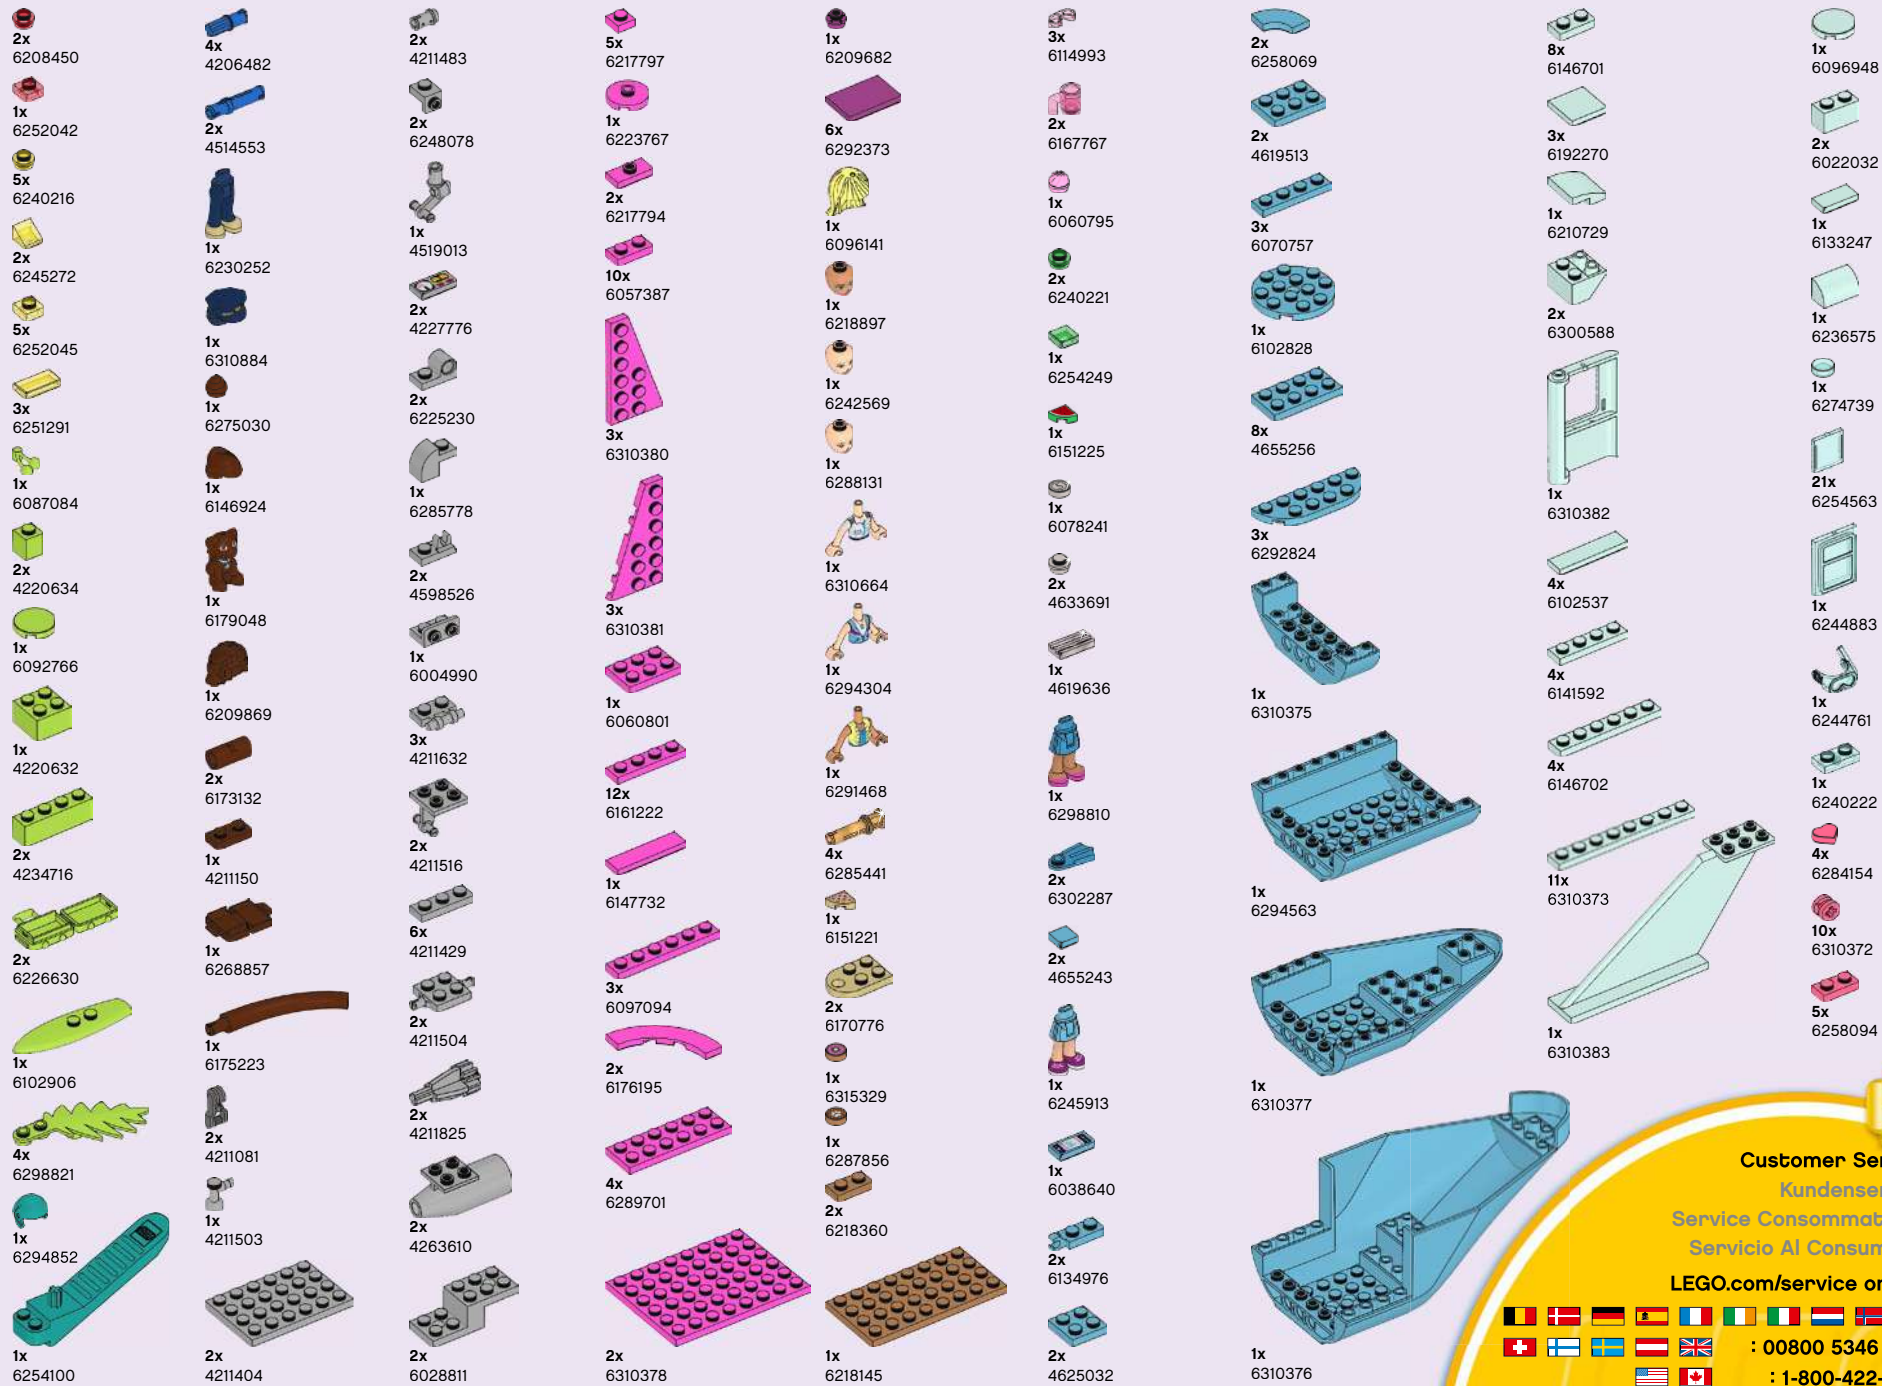 2x
6208450
1x
6252042
5x
6240216
2x
6245272
5x
6252045
3x
6251291
1x
6087084
2x
4220634
1x
6092766
1x
4220632
2x
4234716
2x
6226630
1x
6102906
4x
6298821
1x
6294852
1x
6254100
4x
4206482
2x
4514553
1x
6230252
1x
6310884
1x
6275030
1x
6146924
1x
6179048
1x
6209869
2x
6173132
1x
4211150
1x
6268857
1x
6175223
2x
4211081
1x
4211503
2x
4211404
2x
4211483
2x
6248078
1x
4519013
2x
4227776
2x
6225230
1x
6285778
2x
4598526
1x
6004990
3x
4211632
2x
4211516
6x
4211429
2x
4211504
2x
4211825
2x
4263610
2x
6028811
5x
6217797
1x
6223767
2x
6217794
10x
6057387
3x
6310380
3x
6310381
1x
6060801
12x
6161222
1x
6147732
3x
6097094
2x
6176195
4x
6289701
2x
6310378
1x
6209682
6x
6292373
1x
6096141
1x
6218897
1x
6242569
1x
6288131
1x
6310664
1x
6294304
1x
6291468
4x
6285441
1x
6151221
2x
6170776
1x
6315329
1x
6287856
2x
6218360
1x
6218145
3x
6114993
2x
6167767
1x
6060795
2x
6240221
1x
6254249
1x
6151225
1x
6078241
2x
4633691
1x
4619636
1x
6298810
2x
6302287
2x
4655243
1x
6245913
1x
6038640
2x
6134976
2x
4625032
2x
6258069
2x
4619513
3x
6070757
1x
6102828
8x
4655256
3x
6292824
1x
6310375
1x
6294563
1x
6310377
1x
6310376
8x
6146701
3x
6192270
1x
6210729
2x
6300588
1x
6310382
4x
6102537
4x
6141592
4x
6146702
11x
6310373
1x
6310383
1x
6096948
2x
6022032
1x
6133247
1x
6236575
1x
6274739
21x
6254563
1x
6244883
1x
6244761
1x
6240222
4x
6284154
10x
6310372
5x
6258094
Customer Ser
Kundenser
Service Consommat
Servicio Al Consum
LEGO.com/service or
: 00800 5346
: 1-800-422-